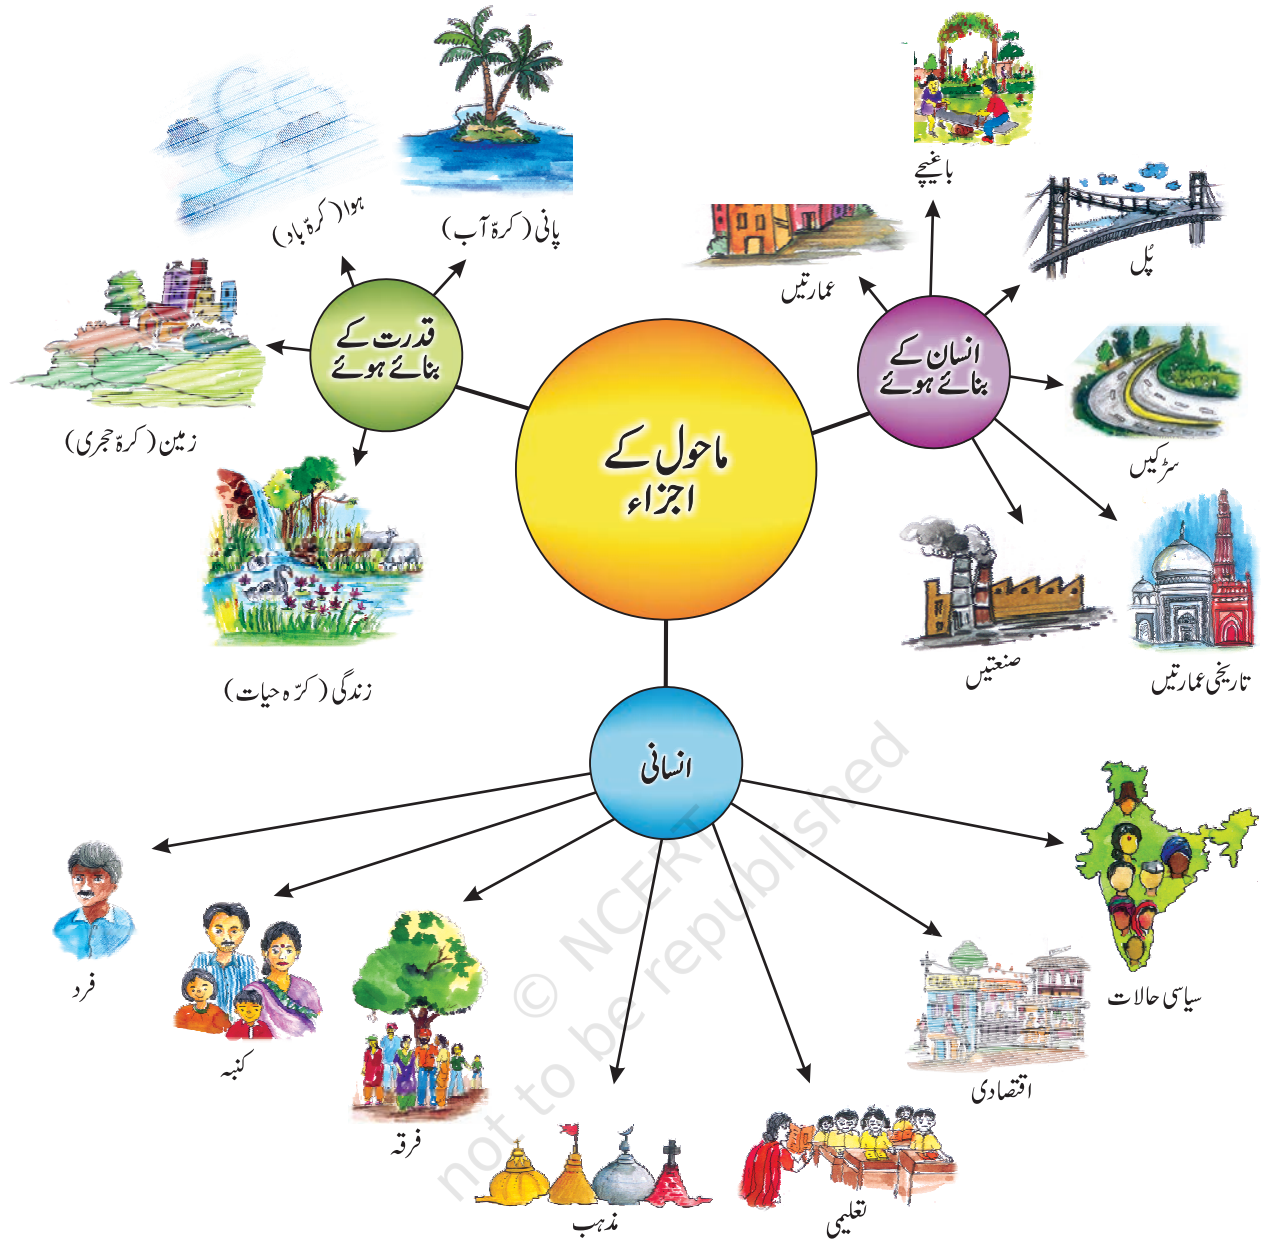 ماحول کے
اجزاء
قدرت کے
بنائے ہوئے
پانی (کرۂ آب)
ہوا (کرۂ باد)
زمین (کرۂ حجری)
زندگی (کرّہ حیات)
انسان کے
بنائے ہوئے
باغیچے
عمارتیں
پُل
سڑکیں
تاریخی عمارتیں
صنعتیں
انسانی
فرد
کنبہ
فرقہ
مذہب
تعلیمی
اقتصادی
سیاسی حالات
© NCERT
not to be republished